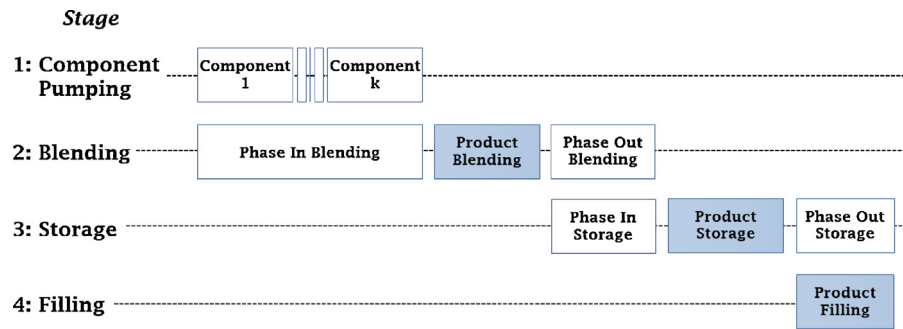 Stage
1: Component
Pumping
Component
1
Component
k
2: Blending
Phase In Blending
Product
Blending
Phase Out
Blending
3: Storage
Phase In
Storage
Product
Storage
Phase Out
Storage
4: Filling
Product
Filling